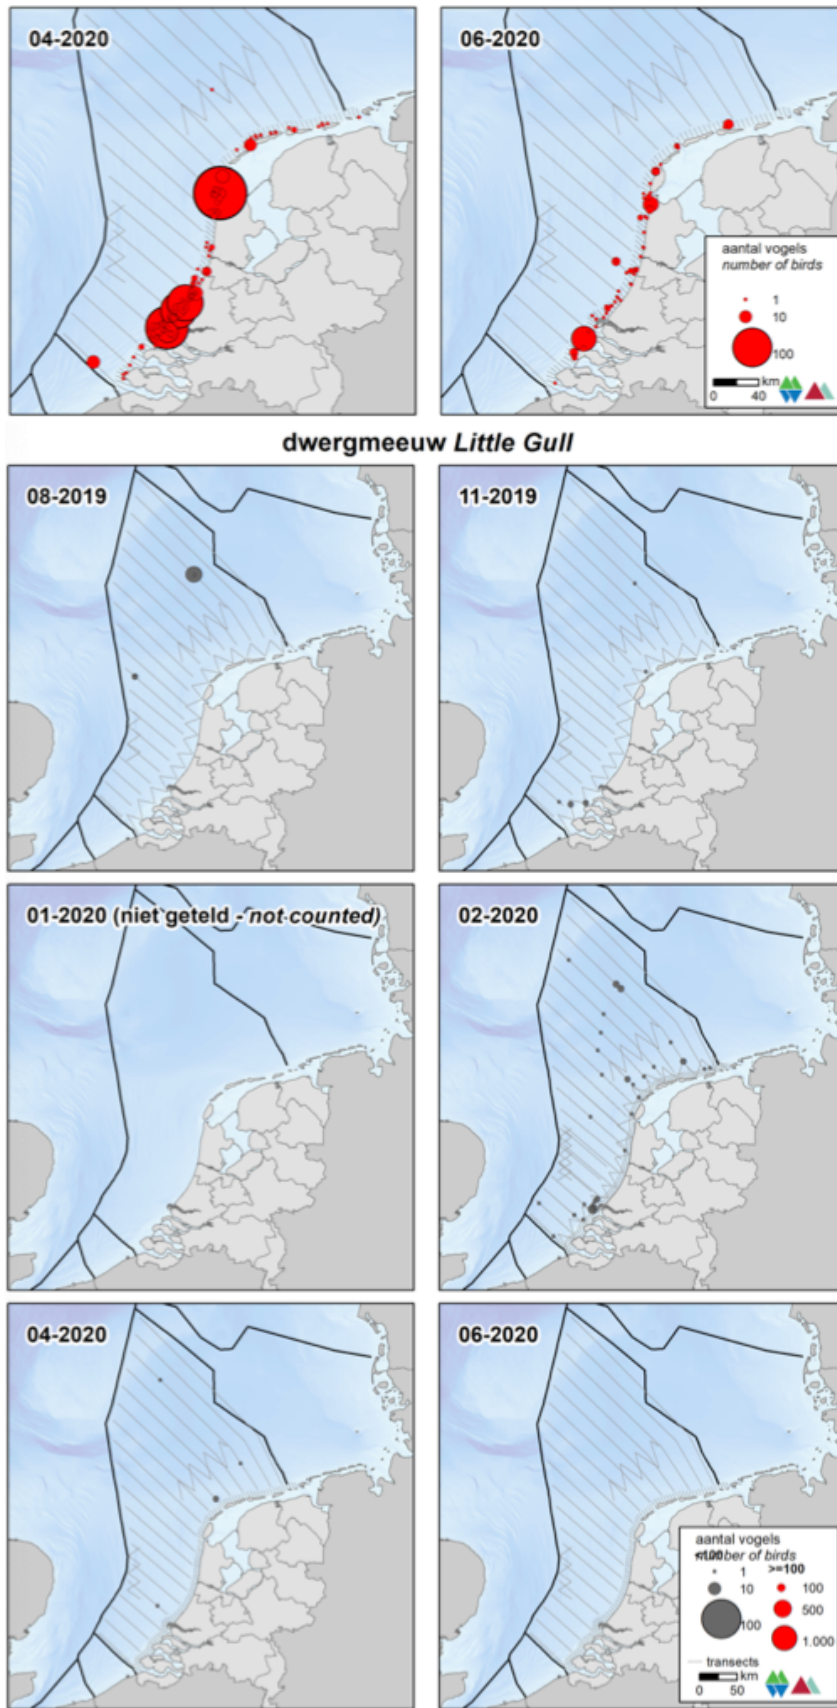 04-2020
06-2020
aantal vogels
number of birds
1
10
100
km
0 40
dwergmeeuw Little Gull
08-2019
11-2019
01-2020 (niet geteld - not counted)
02-2020
04-2020
06-2020
aantal vogels
number of birds
<100 >=100
1
10 100
500
100
1.000
transects
km
0 50